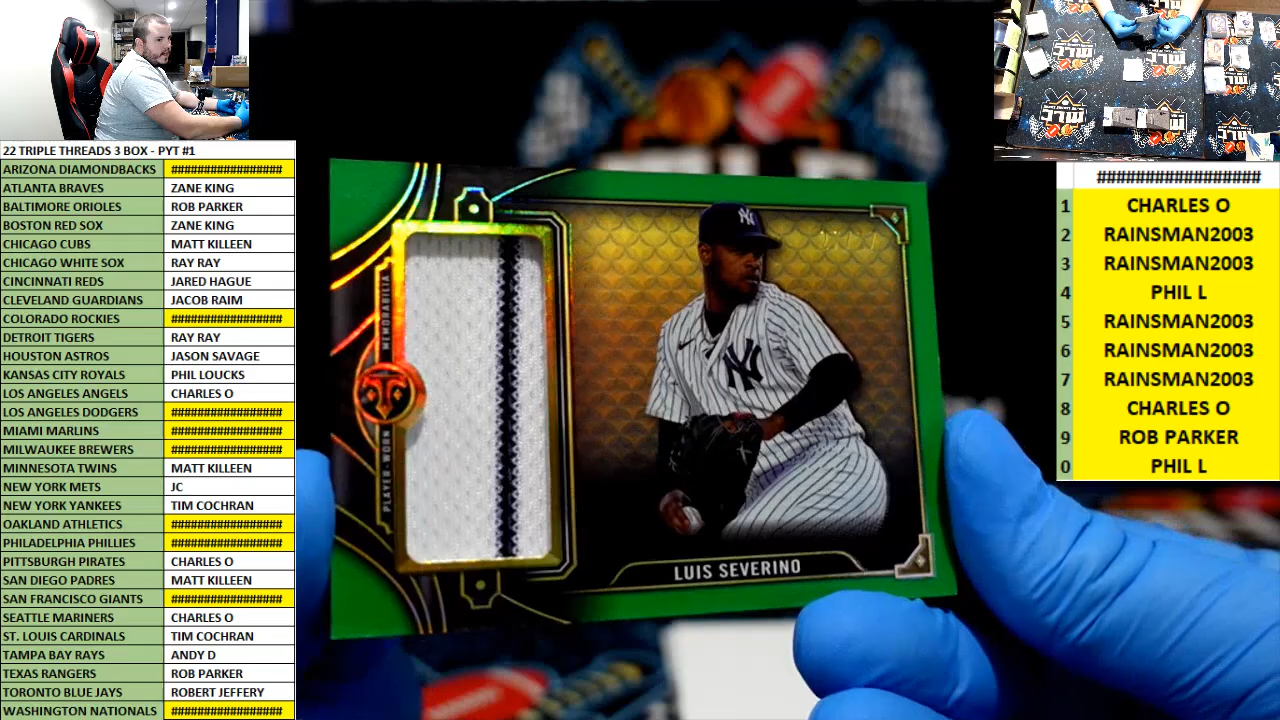 22 TRIPLE THREADS 3 BOX - PYT #1
ARIZONA DIAMONDBACKS #################
ATLANTA BRAVES ZANE KING
BALTIMORE ORIOLES ROB PARKER
BOSTON RED SOX ZANE KING
CHICAGO CUBS MATT KILLEEN
CHICAGO WHITE SOX RAY RAY
CINCINNATI REDS JARED HAGUE
CLEVELAND GUARDIANS JACOB RAIM
COLORADO ROCKIES #################
DETROIT TIGERS RAY RAY
HOUSTON ASTROS JASON SAVAGE
KANSAS CITY ROYALS PHIL LOUCKS
LOS ANGELES ANGELS CHARLES O
LOS ANGELES DODGERS #################
MIAMI MARLINS #################
MILWAUKEE BREWERS #################
MINNESOTA TWINS MATT KILLEEN
NEW YORK METS JC
NEW YORK YANKEES TIM COCHRAN
OAKLAND ATHLETICS #################
PHILADELPHIA PHILLIES #################
PITTSBURGH PIRATES CHARLES O
SAN DIEGO PADRES MATT KILLEEN
SAN FRANCISCO GIANTS #################
SEATTLE MARINERS CHARLES O
ST. LOUIS CARDINALS TIM COCHRAN
TAMPA BAY RAYS ANDY D
TEXAS RANGERS ROB PARKER
TORONTO BLUE JAYS ROBERT JEFFERY
WASHINGTON NATIONALS #################
PLAYER-WORN MEMORABILIA
TT
NY
NY
LUIS SEVERINO
#################
1 CHARLES O
2 RAINSMAN2003
3 RAINSMAN2003
4 PHIL L
5 RAINSMAN2003
6 RAINSMAN2003
7 RAINSMAN2003
8 CHARLES O
9 ROB PARKER
0 PHIL L